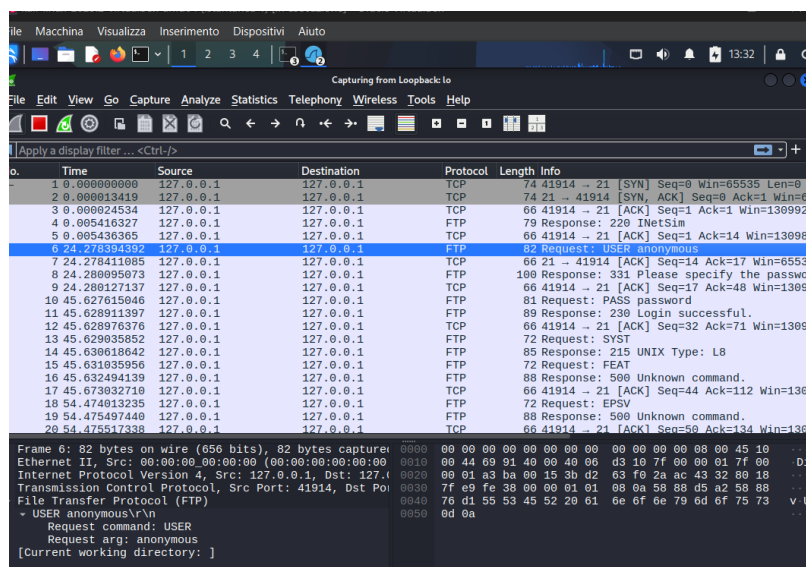 Macchina Visualizza Inserimento Dispositivi Aiuto
1 2 3 4 13:32
Capturing from Loopback: lo
File Edit View Go Capture Analyze Statistics Telephony Wireless Tools Help
Apply a display filter … <Ctrl-/>
Time Source Destination Protocol Length Info
1 0.000000000 127.0.0.1 127.0.0.1 TCP 74 41914 → 21 [SYN] Seq=0 Win=65535 Len=0
2 0.000013419 127.0.0.1 127.0.0.1 TCP 74 21 → 41914 [SYN, ACK] Seq=0 Ack=1
3 0.000024534 127.0.0.1 127.0.0.1 TCP 66 41914 → 21 [ACK] Seq=1 Ack=1 Win=130992
4 0.005416327 127.0.0.1 127.0.0.1 FTP 79 Response: 220 INetSim
5 0.005436365 127.0.0.1 127.0.0.1 TCP 66 41914 → 21 [ACK] Seq=1 Ack=14 Win=13098
6 24.278394392 127.0.0.1 127.0.0.1 FTP 82 Request: USER anonymous
7 24.278411085 127.0.0.1 127.0.0.1 TCP 66 21 → 41914 [ACK] Seq=14 Ack=17 Win=6553
8 24.280095073 127.0.0.1 127.0.0.1 FTP 100 Response: 331 Please specify the passwo
9 24.280127137 127.0.0.1 127.0.0.1 TCP 66 41914 → 21 [ACK] Seq=17 Ack=48 Win=1309
10 45.627615046 127.0.0.1 127.0.0.1 FTP 81 Request: PASS password
11 45.628911397 127.0.0.1 127.0.0.1 FTP 89 Response: 230 Login successful.
12 45.628976376 127.0.0.1 127.0.0.1 TCP 66 41914 → 21 [ACK] Seq=32 Ack=71 Win=1309
13 45.629035852 127.0.0.1 127.0.0.1 FTP 72 Request: SYST
14 45.630618642 127.0.0.1 127.0.0.1 FTP 85 Response: 215 UNIX Type: L8
15 45.631035956 127.0.0.1 127.0.0.1 FTP 72 Request: FEAT
16 45.632494139 127.0.0.1 127.0.0.1 FTP 88 Response: 500 Unknown command.
17 45.673032710 127.0.0.1 127.0.0.1 TCP 66 41914 → 21 [ACK] Seq=44 Ack=112 Win=130
18 54.474013235 127.0.0.1 127.0.0.1 FTP 72 Request: EPSV
19 54.475497440 127.0.0.1 127.0.0.1 FTP 88 Response: 500 Unknown command.
20 54.475517338 127.0.0.1 127.0.0.1 TCP 66 41914 → 21 [ACK] Seq=50 Ack=134 Win=130
Frame 6: 82 bytes on wire (656 bits), 82 bytes capture 0000 00 00 00 00 00 00 00 00 00 00 00 00 08 00 45 10
Ethernet II, Src: 00:00:00_00:00:00 (00:00:00:00:00:00 0010 00 44 69 91 40 00 40 06 d3 10 7f 00 00 01 7f 00 ·D
Internet Protocol Version 4, Src: 127.0.0.1, Dst: 127. 0020 00 01 a3 ba 00 15 3b d2 63 f0 2a ac 43 32 80 18
Transmission Control Protocol, Src Port: 41914, Dst Po 0030 7f e9 fe 38 00 00 01 01 08 0a 58 88 d5 a2 58 88
File Transfer Protocol (FTP) 0040 76 d1 55 53 45 52 20 61 6e 6f 6e 79 6d 6f 75 73 v·
USER anonymous\r\n 0050 0d 0a
Request command: USER
Request arg: anonymous
[Current working directory: ]